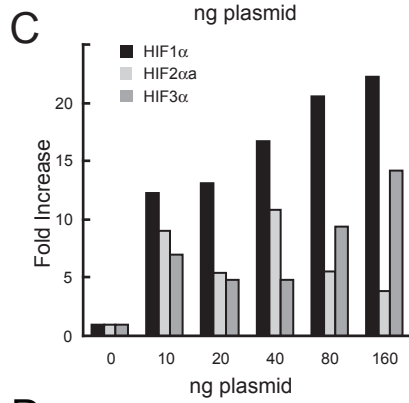 ng plasmid
C
HIF1α
HIF2αa
HIF3α
Fold Increase
20
15
10
5
0
0 10 20 40 80 160
ng plasmid